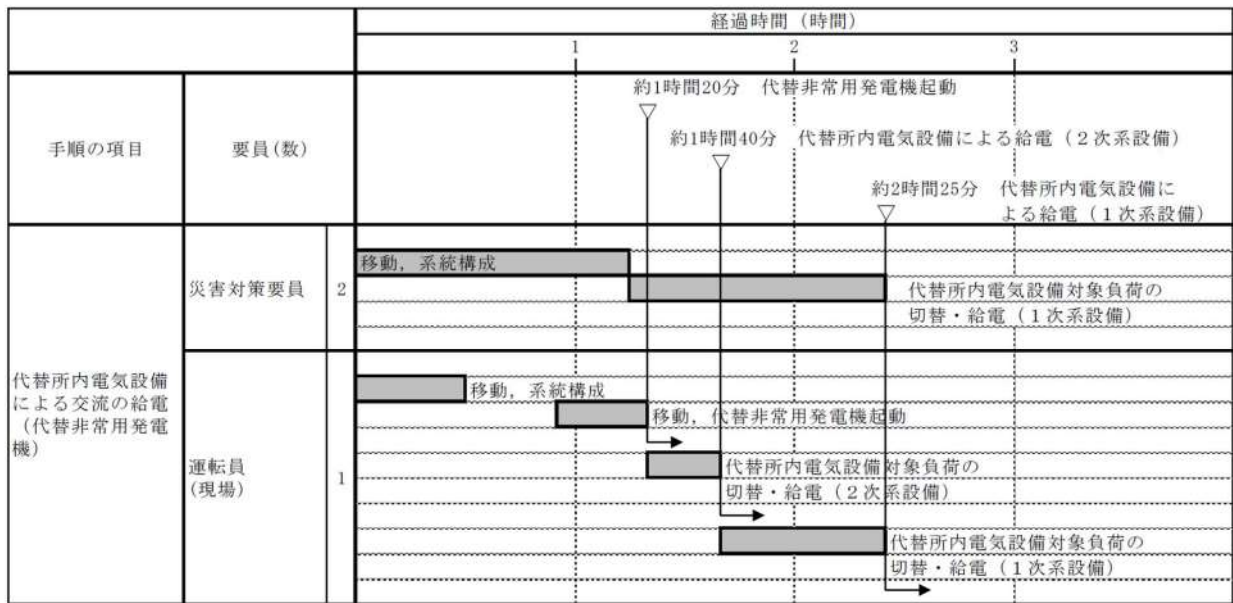 経過時間（時間）
1
2
3
手順の項目
要員(数)
約1時間20分　代替非常用発電機起動
約1時間40分　代替所内電気設備による給電（２次系設備）
約2時間25分　代替所内電気設備に
よる給電（１次系設備）
代替所内電気設備
による交流の給電
（代替非常用発電
機）
災害対策要員
2
移動，系統構成
代替所内電気設備対象負荷の
切替・給電（１次系設備）
運転員
(現場)
1
移動，系統構成
移動，代替非常用発電機起動
代替所内電気設備対象負荷の
切替・給電（２次系設備）
代替所内電気設備対象負荷の
切替・給電（１次系設備）